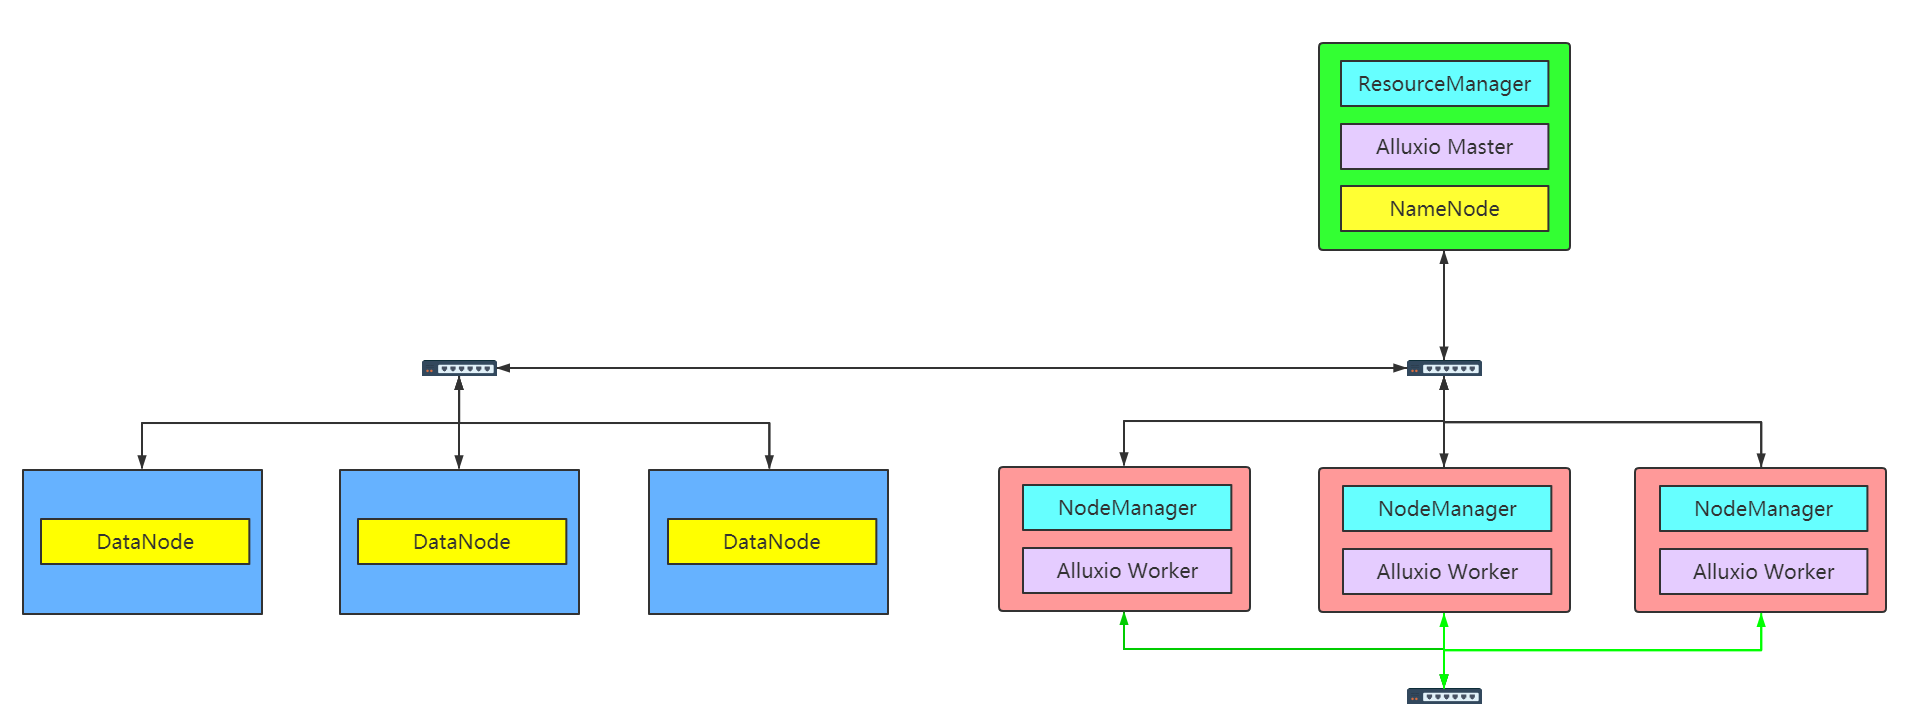 ResourceManager
Alluxio Master
NameNode
DataNode
DataNode
DataNode
NodeManager
Alluxio Worker
NodeManager
Alluxio Worker
NodeManager
Alluxio Worker